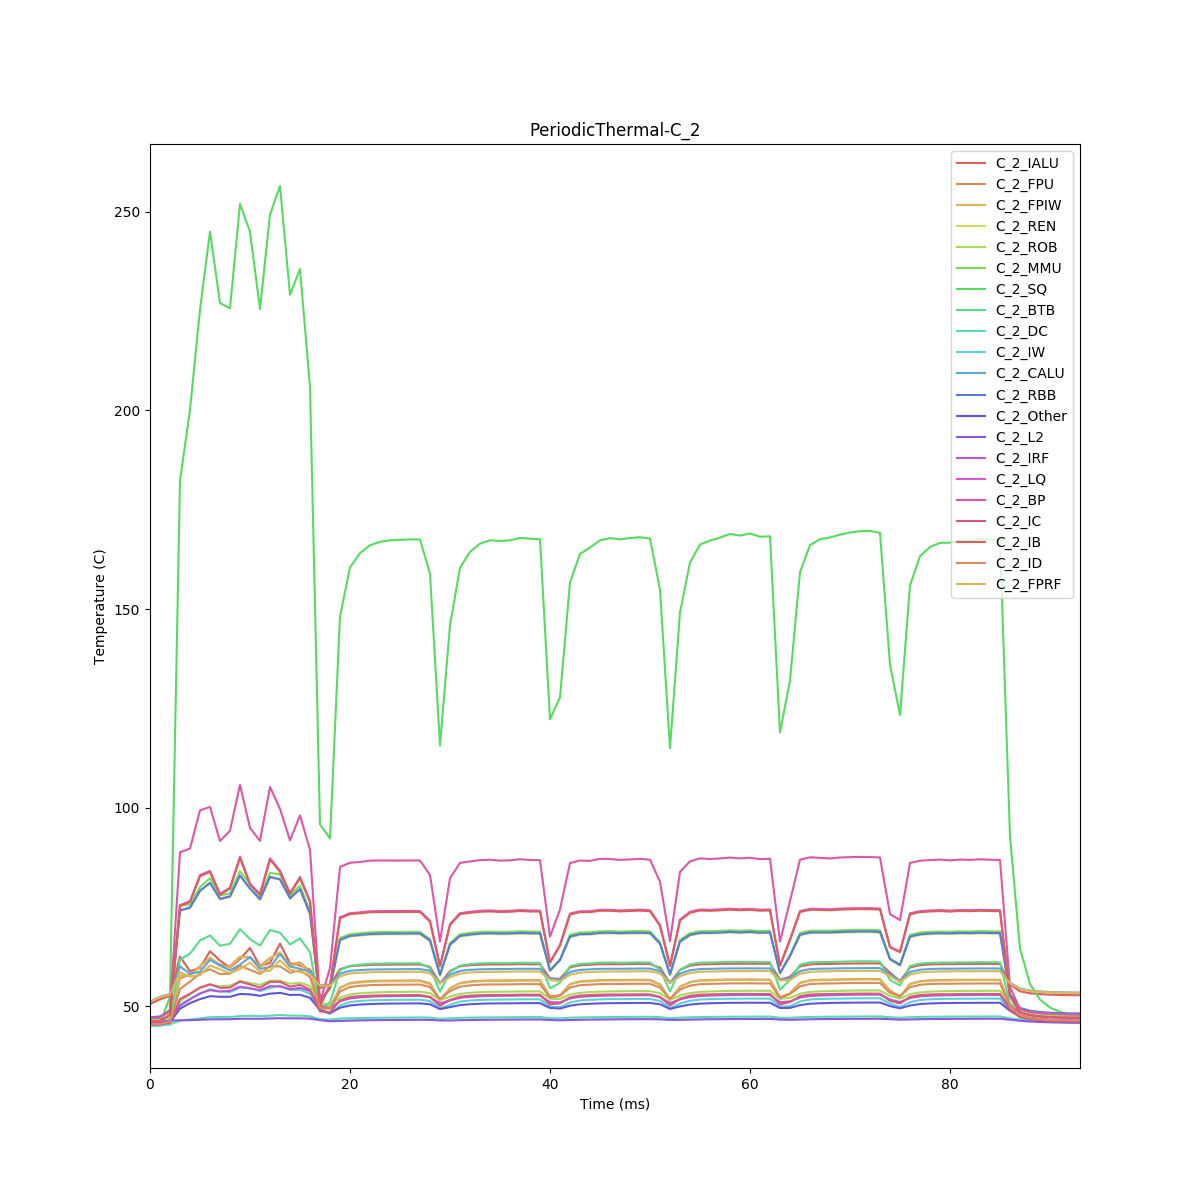 PeriodicThermal-C_2
Temperature (C)
250
200
150
100
50
0
20
40
60
80
Time (ms)
C_2_IALU
C_2_FPU
C_2_FPIW
C_2_REN
C_2_ROB
C_2_MMU
C_2_SQ
C_2_BTB
C_2_DC
C_2_IW
C_2_CALU
C_2_RBB
C_2_Other
C_2_L2
C_2_IRF
C_2_LQ
C_2_BP
C_2_IC
C_2_IB
C_2_ID
C_2_FPRF